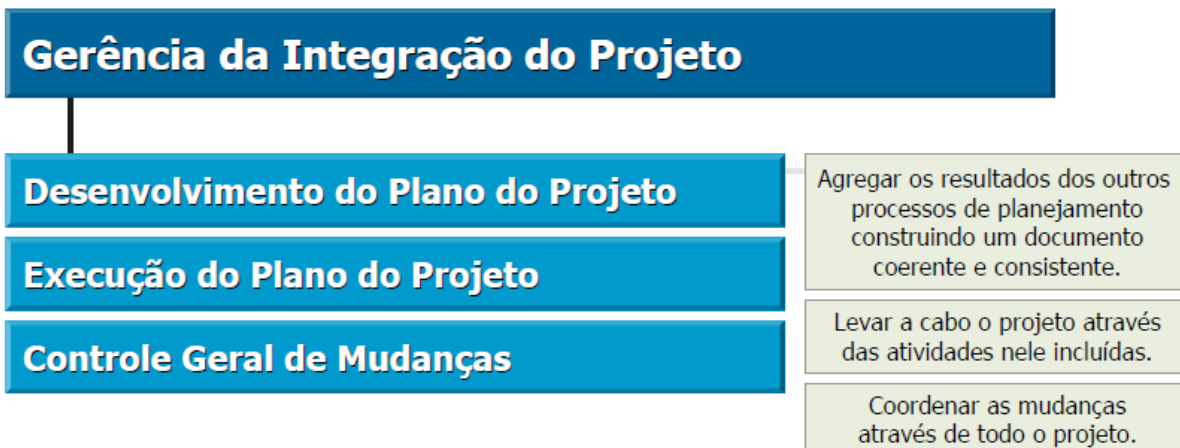 Gerência da Integração do Projeto
Desenvolvimento do Plano do Projeto
Execução do Plano do Projeto
Controle Geral de Mudanças
Agregar os resultados dos outros
processos de planejamento
construindo um documento
coerente e consistente.
Levar a cabo o projeto através
das atividades nele incluídas.
Coordenar as mudanças
através de todo o projeto.